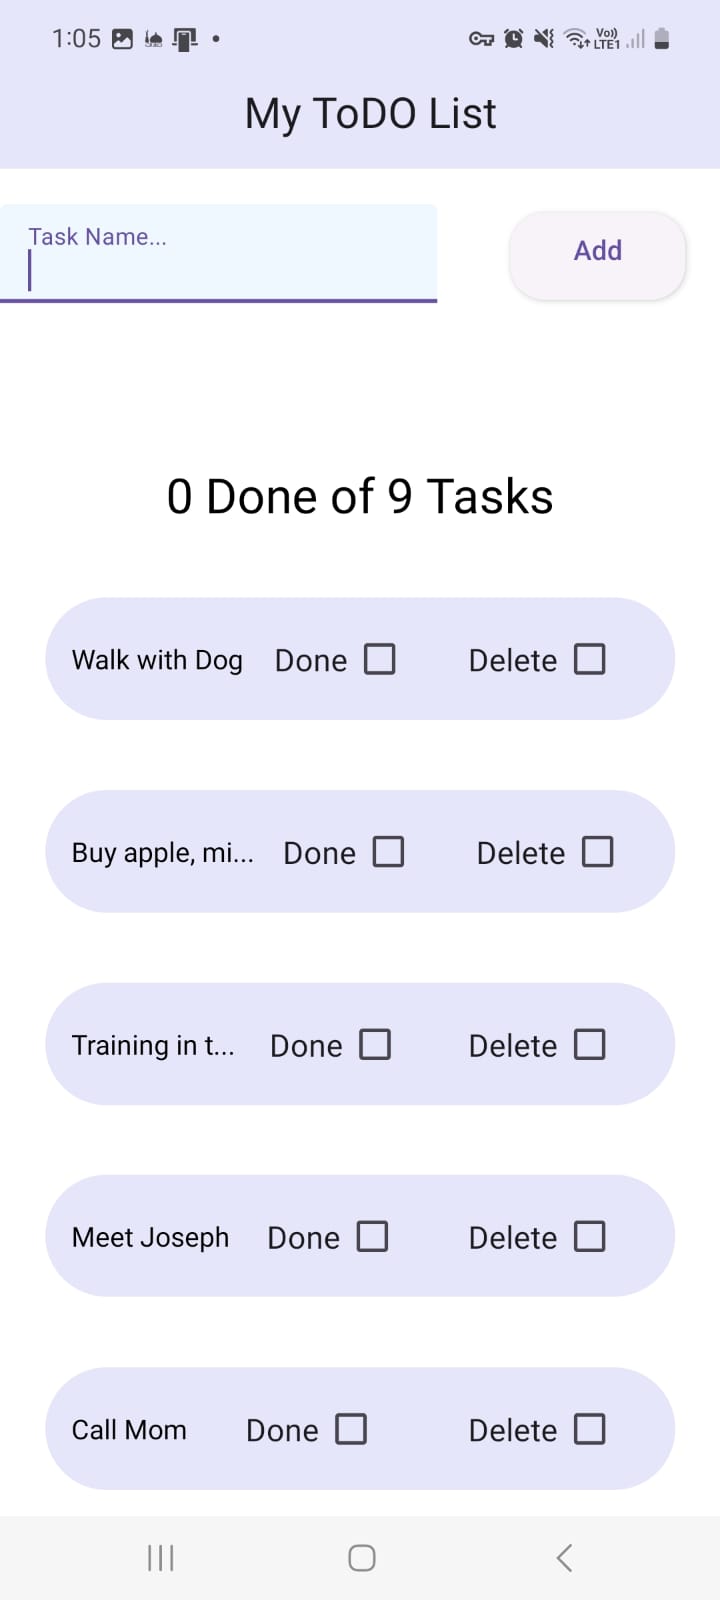 1:05 Vo)) LTE1
My ToDO List
Task Name...
Add
0 Done of 9 Tasks
Walk with Dog Done Delete
Buy apple, mi... Done Delete
Training in t... Done Delete
Meet Joseph Done Delete
Call Mom Done Delete